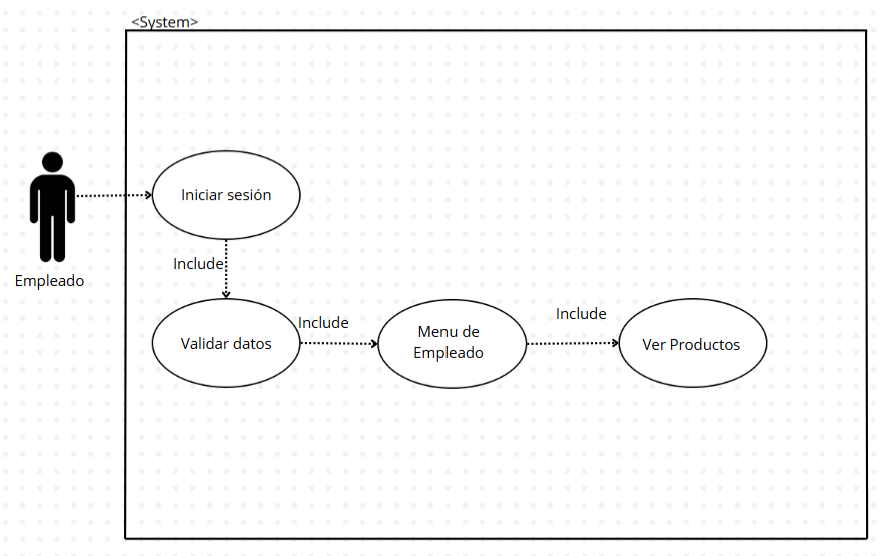 <System>
Iniciar sesión
Include
Empleado
Validar datos
Include
Menu de
Empleado
Include
Ver Productos